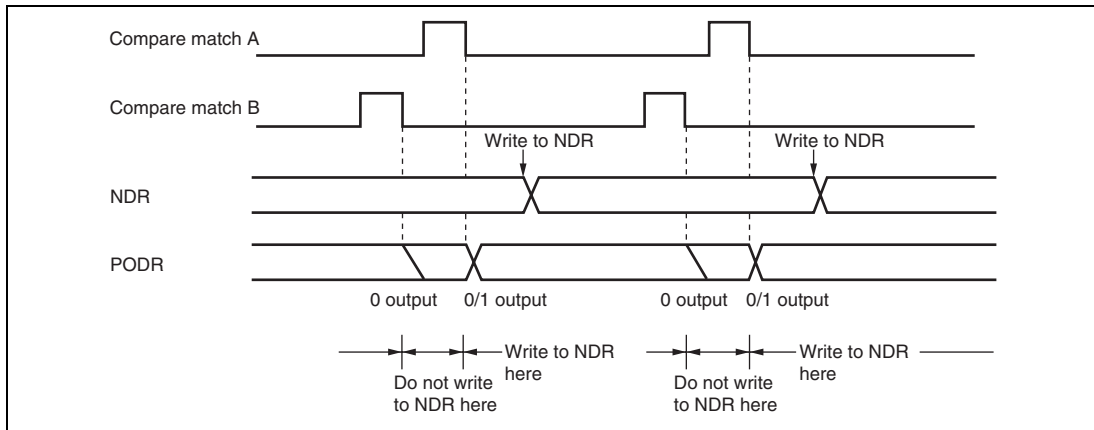 Compare match A
Compare match B
Write to NDR
Write to NDR
NDR
PODR
0 output
0/1 output
0 output
0/1 output
Write to NDR
here
Do not write
to NDR here
Write to NDR
here
Do not write
to NDR here